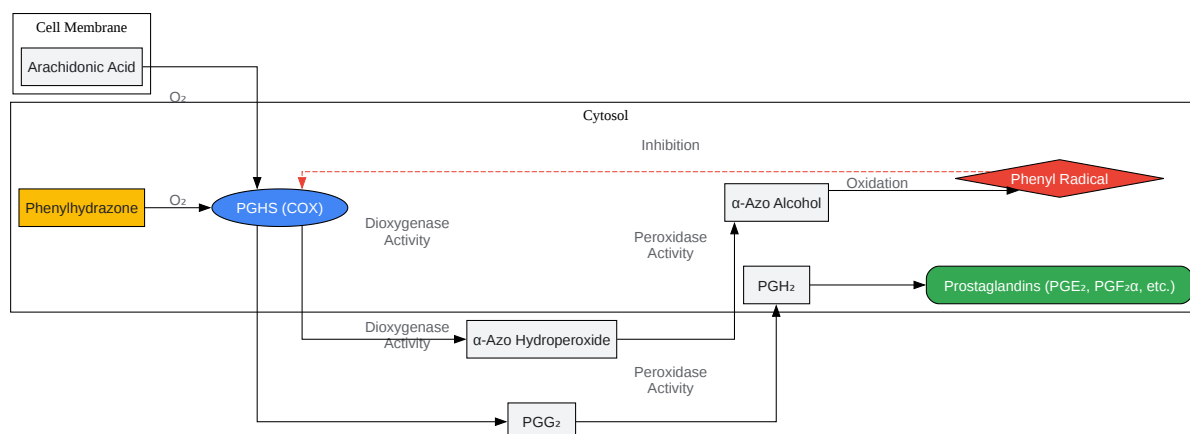 Cell Membrane
Arachidonic Acid
O₂
Cytosol
Inhibition
Phenylhydrazone
O₂
PGHS (COX)
Dioxygenase
Activity
Peroxidase
Activity
α-Azo Alcohol
Oxidation
Phenyl Radical
PGH₂
Prostaglandins (PGE₂, PGF₂α, etc.)
Dioxygenase
Activity
α-Azo Hydroperoxide
Peroxidase
Activity
PGG₂